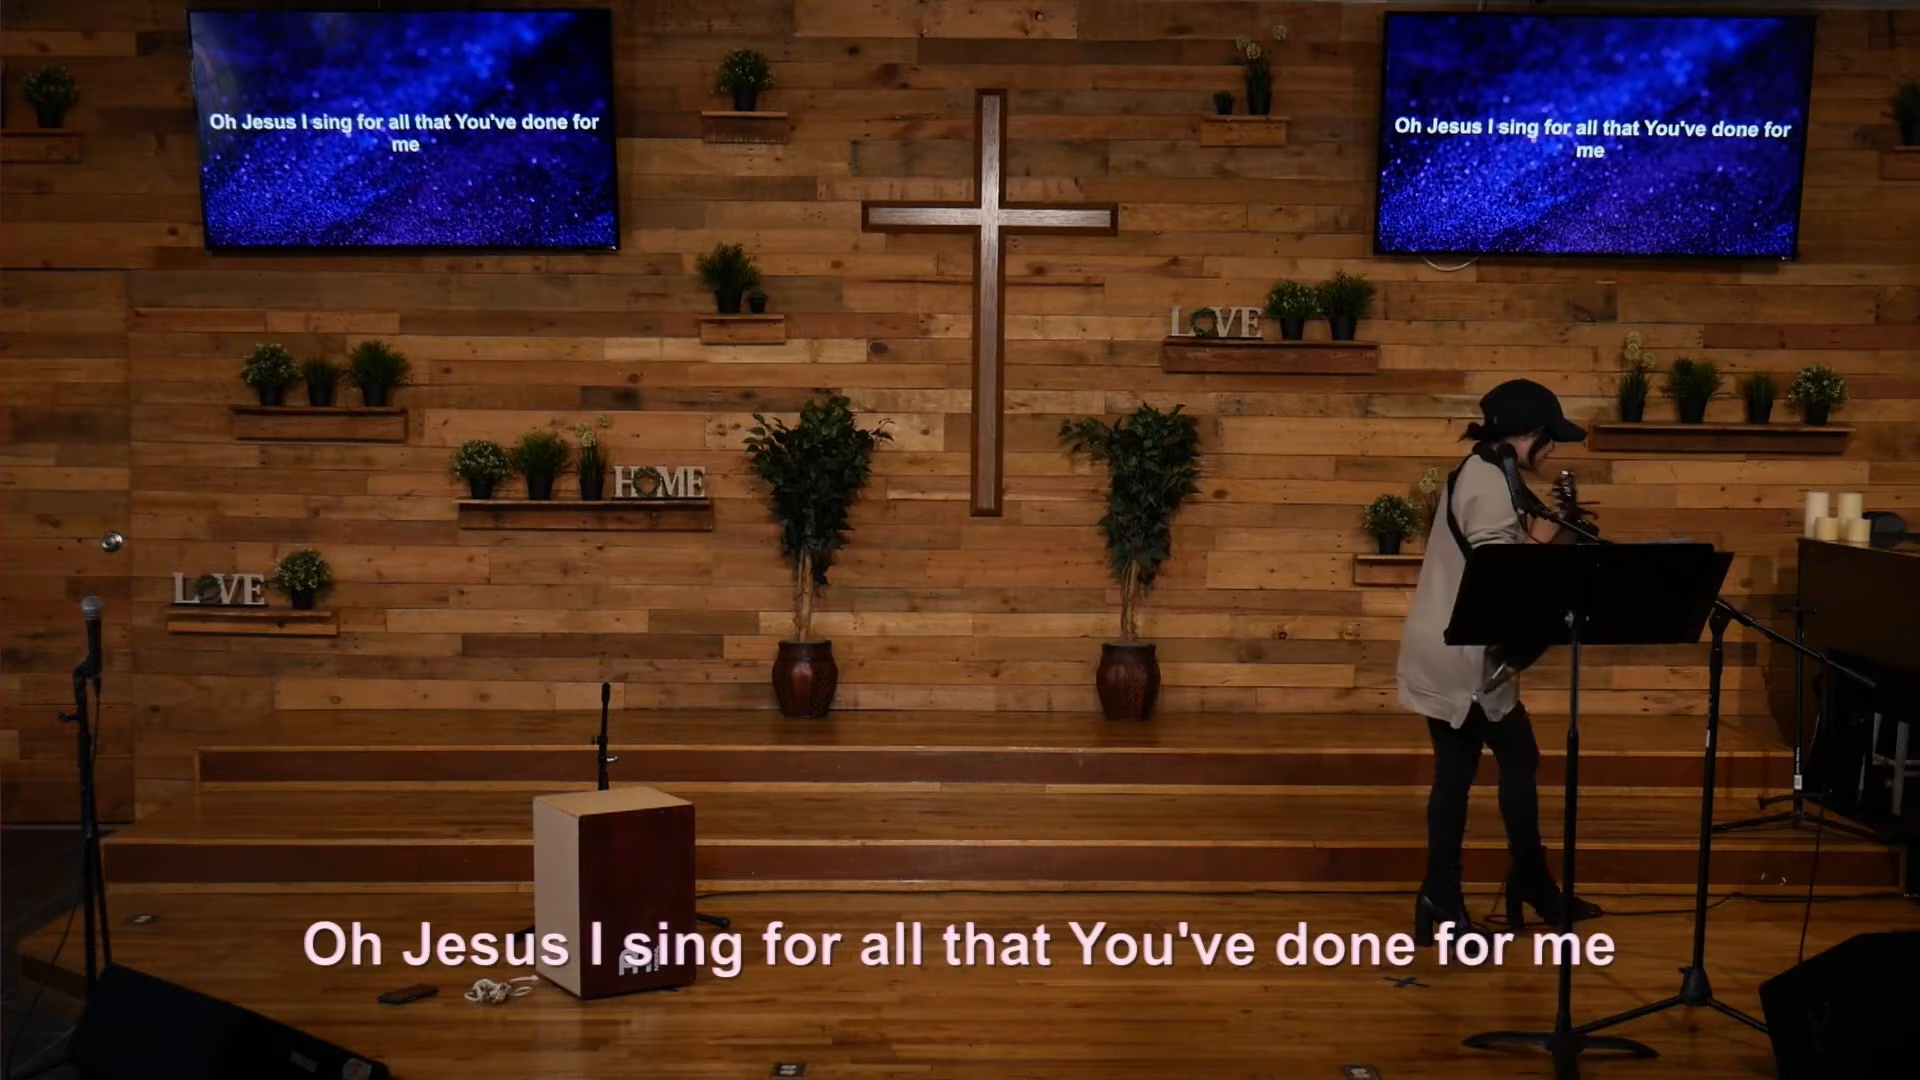 Oh Jesus I sing for all that You've done for
me
Oh Jesus I sing for all that You've done for
me
LOVE
HOME
LOVE
Oh Jesus I sing for all that You've done for me